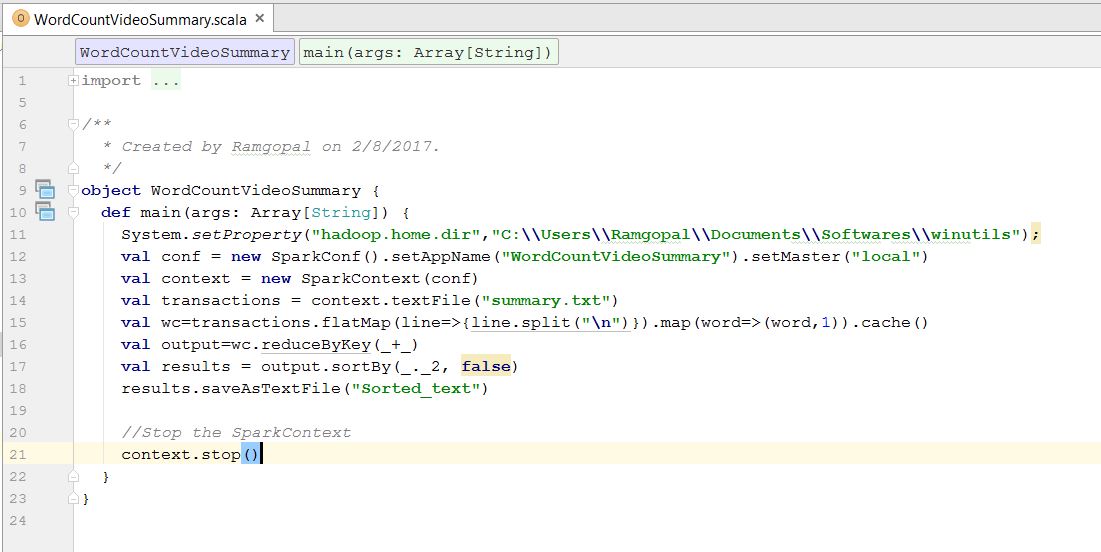 WordCountVideoSummary.scala ×
WordCountVideoSummary main(args: Array[String])
1 import ...
5
6 /**
7 * Created by Ramgopal on 2/8/2017.
8 */
9 object WordCountVideoSummary {
10 def main(args: Array[String]) {
11 System.setProperty("hadoop.home.dir","C:\\Users\\Ramgopal\\Documents\\Softwares\\winutils");
12 val conf = new SparkConf().setAppName("WordCountVideoSummary").setMaster("local")
13 val context = new SparkContext(conf)
14 val transactions = context.textFile("summary.txt")
15 val wc=transactions.flatMap(line=>{line.split("\n")}).map(word=>(word,1)).cache()
16 val output=wc.reduceByKey(_+_)
17 val results = output.sortBy(_._2, false)
18 results.saveAsTextFile("Sorted_text")
19
20 //Stop the SparkContext
21 context.stop()
22 }
23 }
24